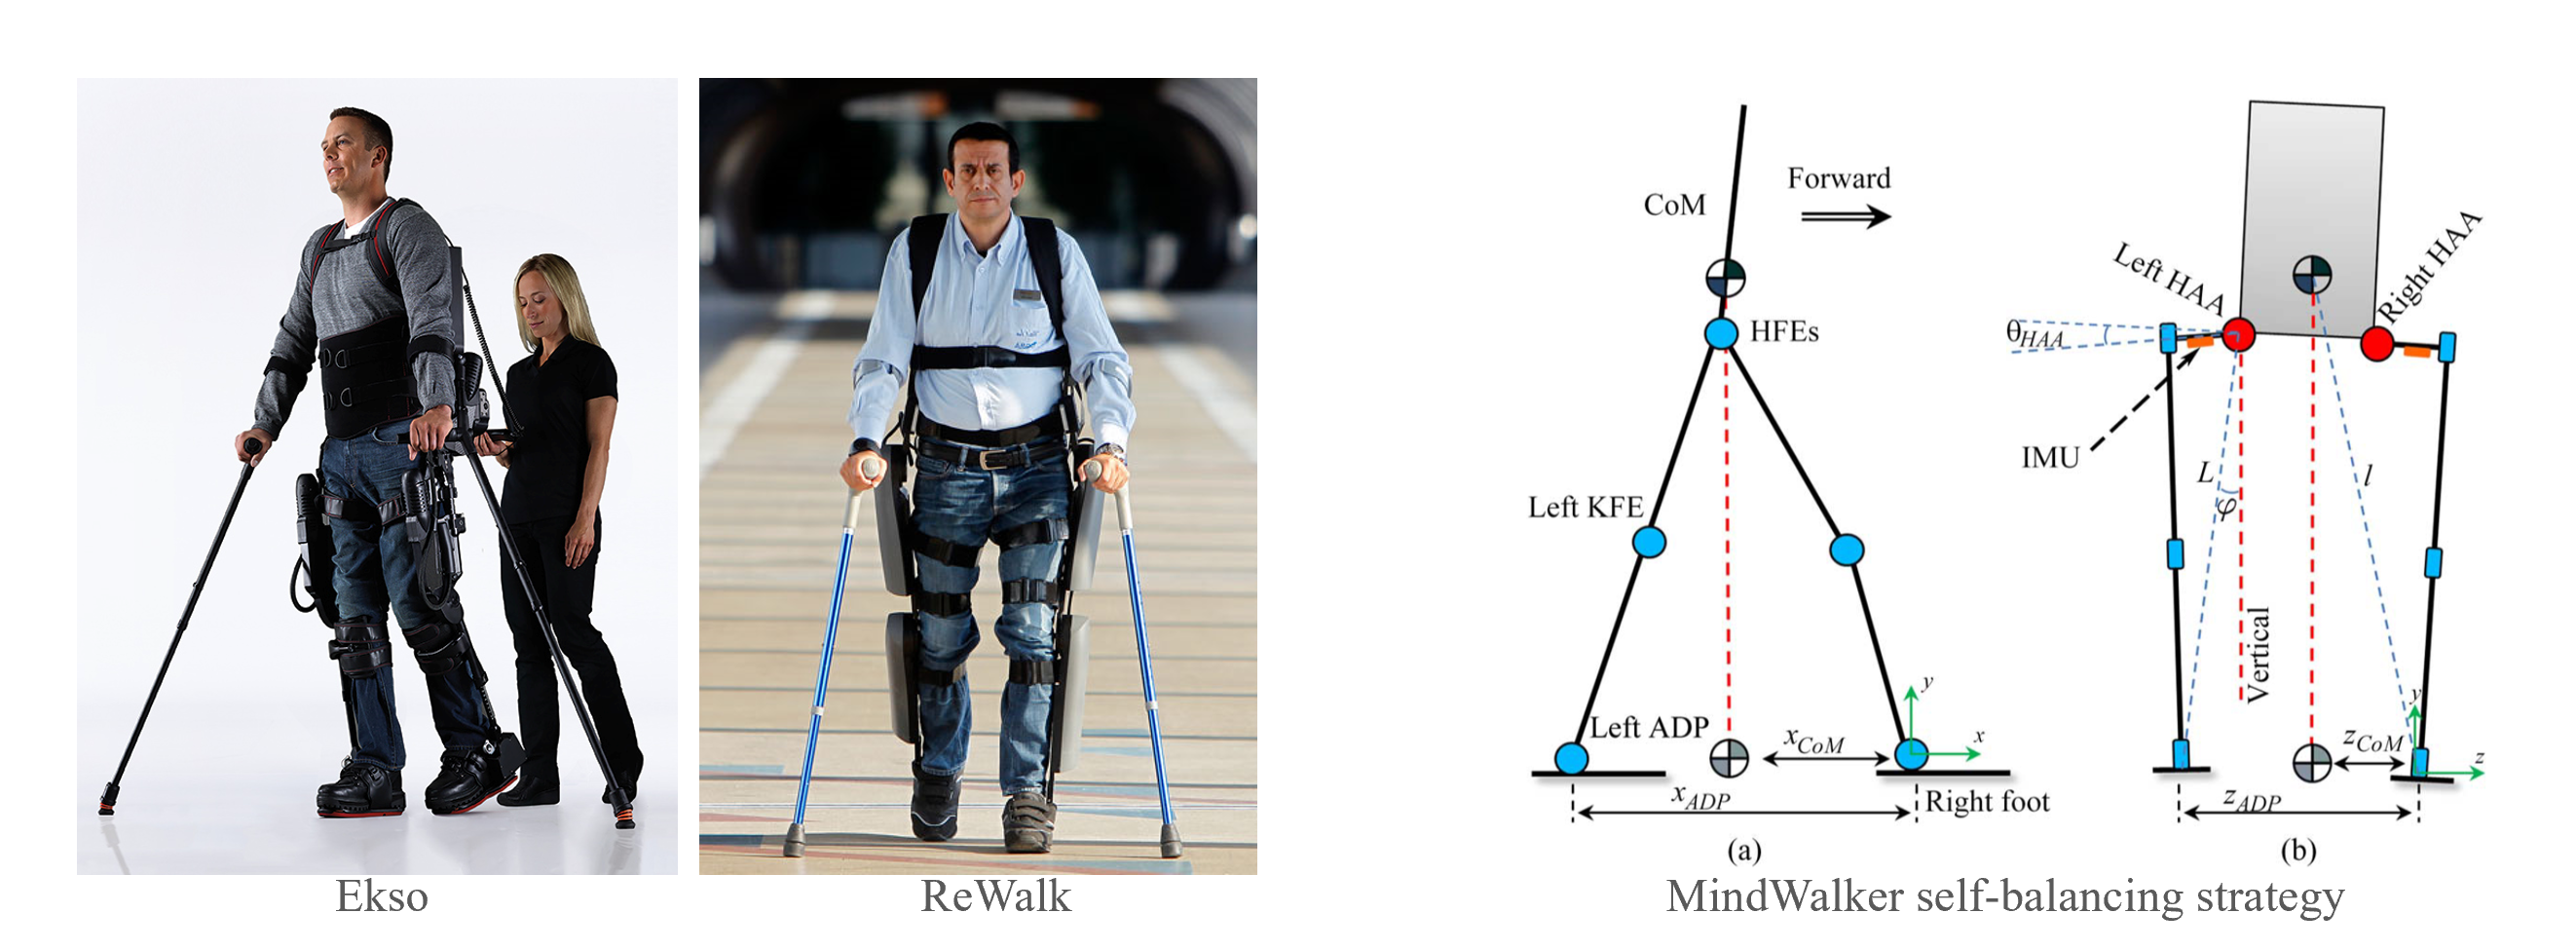 Ekso
ReWalk
CoM
Forward
HFEs
Left KFE
Left ADP
x_CoM
y
x
x_ADP
Right foot
(a)
Left HAA
Right HAA
θ_HAA
IMU
L
φ
l
Vertical
y
z_CoM
z
z_ADP
(b)
MindWalker self-balancing strategy